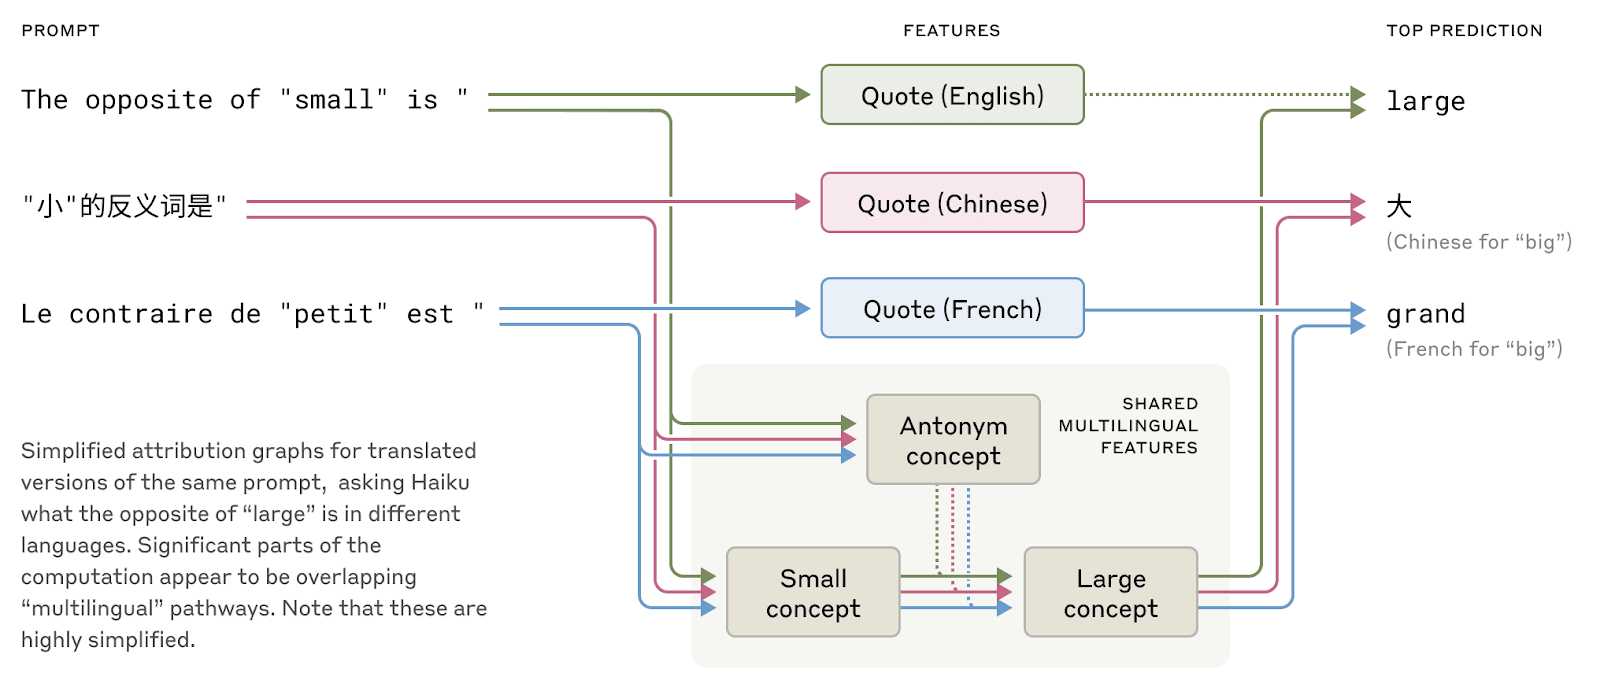 PROMPT
FEATURES
TOP PREDICTION
The opposite of "small" is "
Quote (English)
large
"小"的反义词是"
Quote (Chinese)
大
(Chinese for “big”)
Le contraire de "petit" est "
Quote (French)
grand
(French for “big”)
SHARED
MULTILINGUAL
FEATURES
Antonym
concept
Small
concept
Large
concept
Simplified attribution graphs for translated
versions of the same prompt,  asking Haiku
what the opposite of “large” is in different
languages. Significant parts of the
computation appear to be overlapping
“multilingual” pathways. Note that these are
highly simplified.